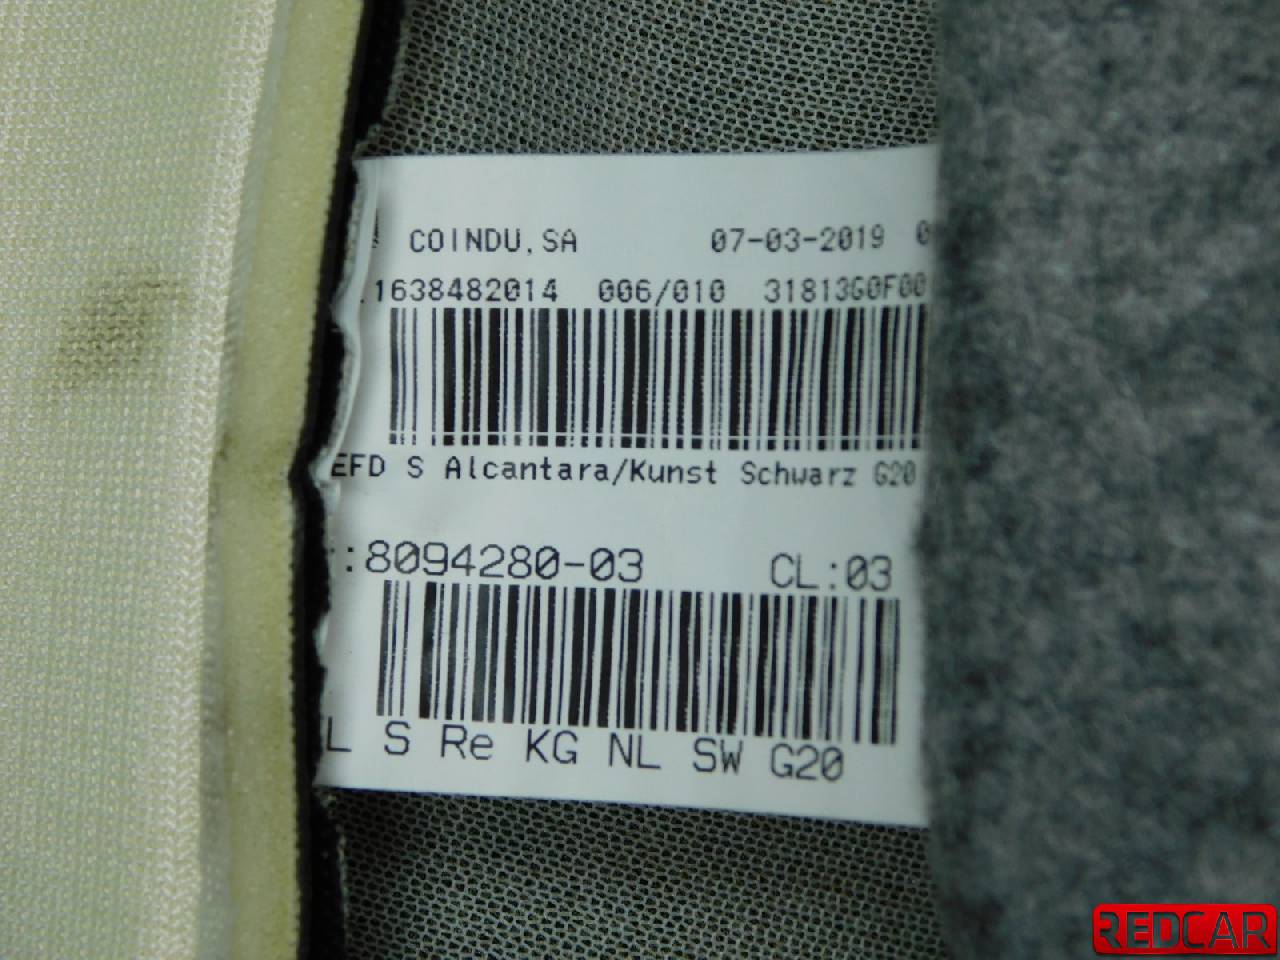 COINDU,SA 07-03-2019
1638482014 006/010 31813G0F00
EFD S Alcantara/Kunst Schwarz G20
:8094280-03 CL:03
L S Re KG NL SW G20
REDCAR